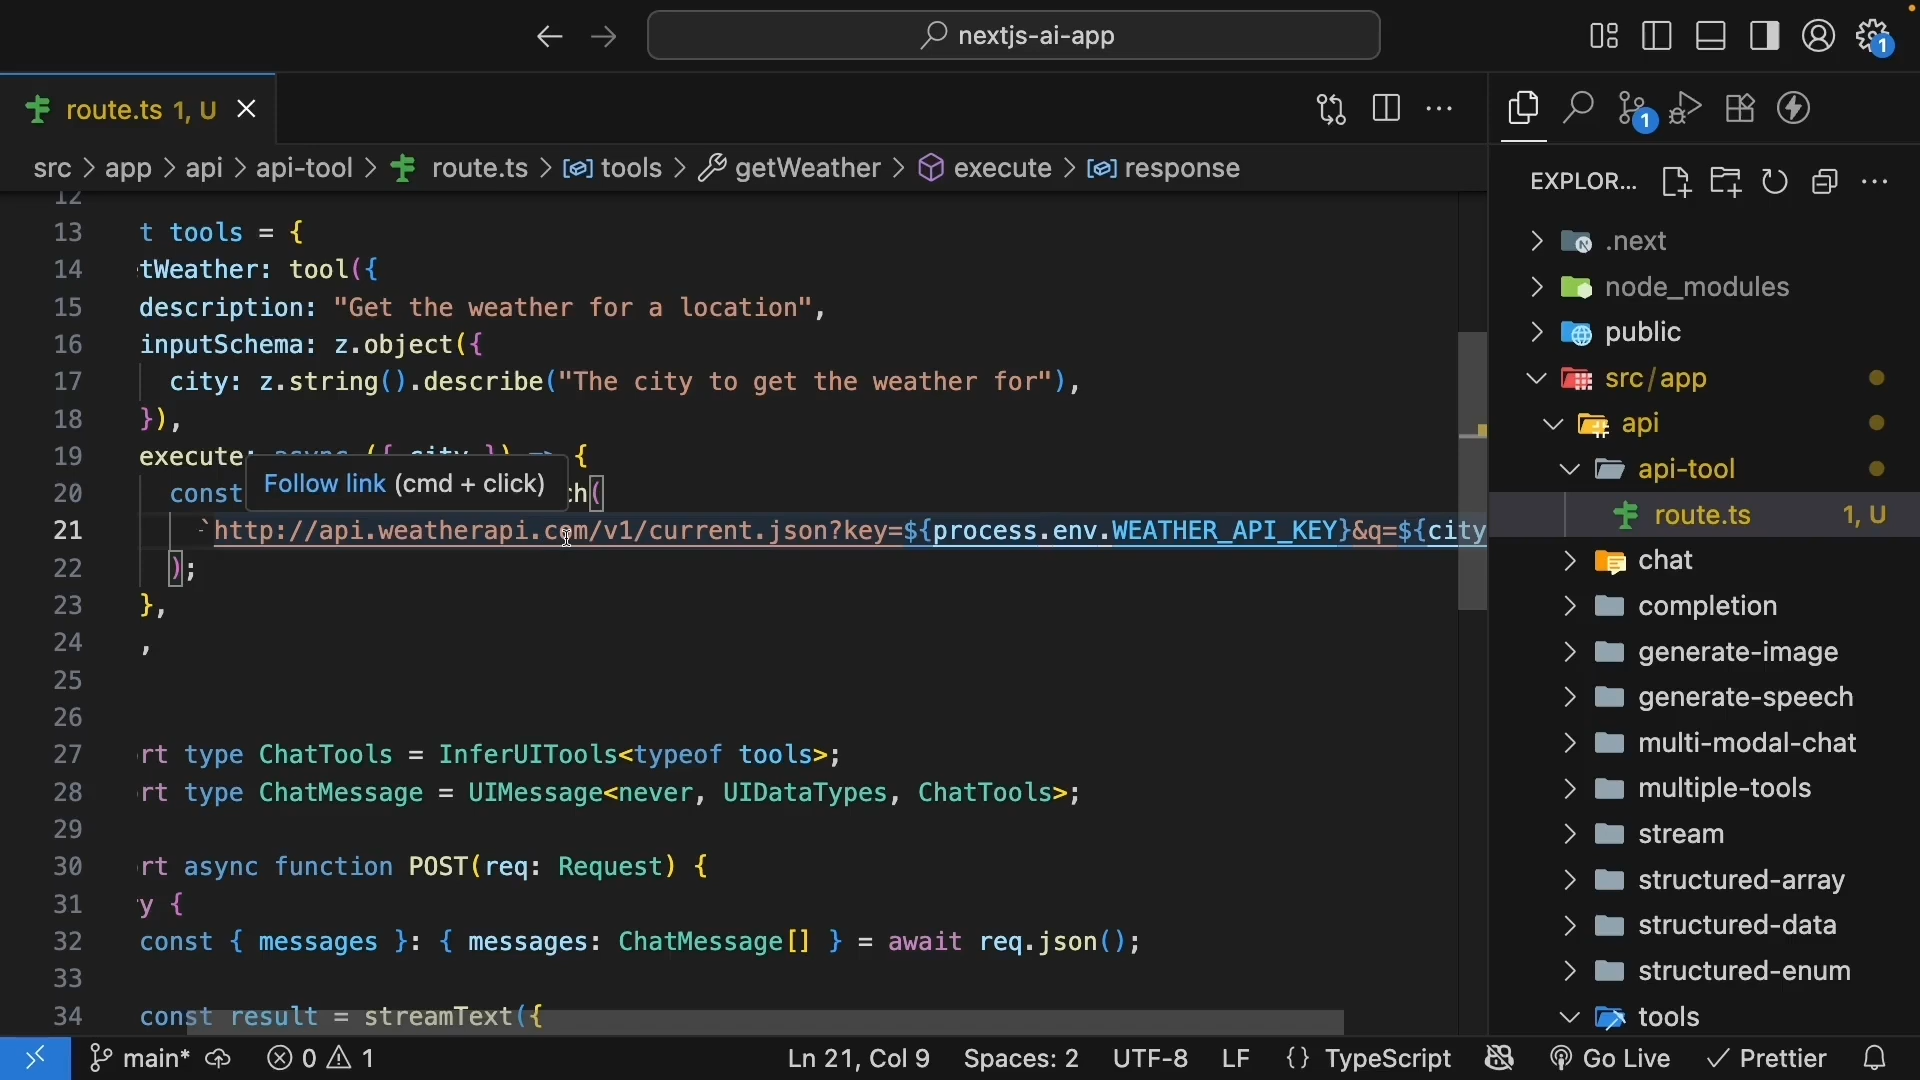 nextjs-ai-app
1
route.ts 1, U
1
src > app > api > api-tool > route.ts > tools > getWeather > execute > response
EXPLOR...
12
13 t tools = {
14 tWeather: tool({
15 description: "Get the weather for a location",
16 inputSchema: z.object({
17 city: z.string().describe("The city to get the weather for"),
18 }),
19 execute: async ({ city }) => {
Follow link (cmd + click)
20 const ch(
21 `http://api.weatherapi.com/v1/current.json?key=${process.env.WEATHER_API_KEY}&q=${city
22 );
23 },
24 ,
25
26
27 rt type ChatTools = InferUITools<typeof tools>;
28 rt type ChatMessage = UIMessage<never, UIDataTypes, ChatTools>;
29
30 rt async function POST(req: Request) {
31 y {
32 const { messages }: { messages: ChatMessage[] } = await req.json();
33
34 const result = streamText({
.next
node_modules
public
src/app
api
api-tool
route.ts 1, U
chat
completion
generate-image
generate-speech
multi-modal-chat
multiple-tools
stream
structured-array
structured-data
structured-enum
tools
main* 0 1 Ln 21, Col 9 Spaces: 2 UTF-8 LF {} TypeScript Go Live Prettier